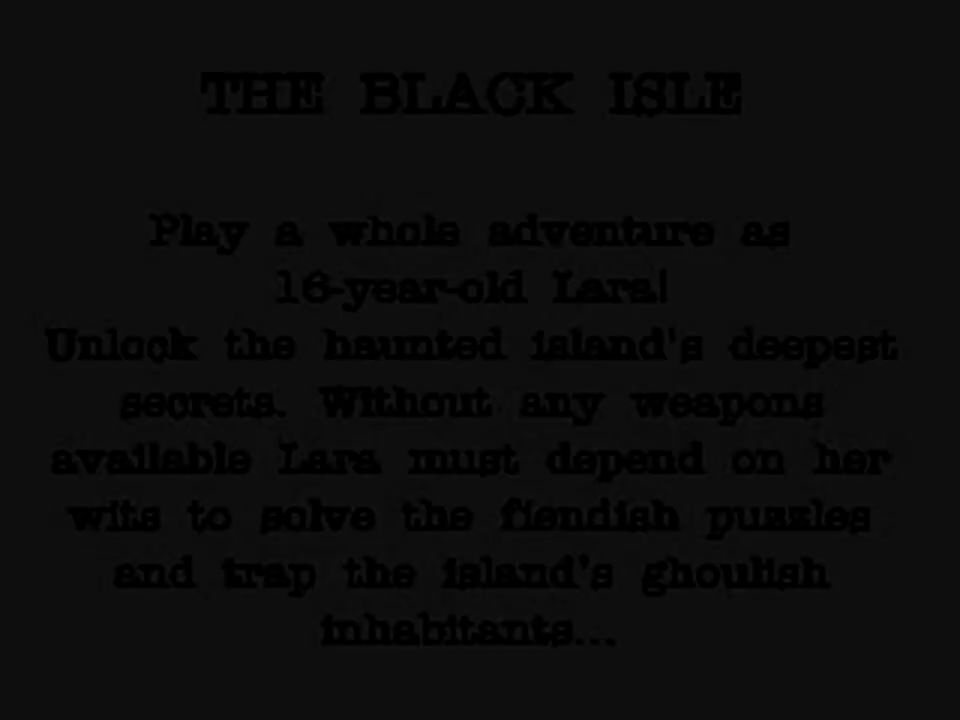 THE BLACK ISLE
Play a whole adventure as
16-year-old Lara!
Unlock the haunted island's deepest
secrets. Without any weapons
available Lara must depend on her
wits to solve the fiendish puzzles
and trap the island's ghoulish
inhabitants...